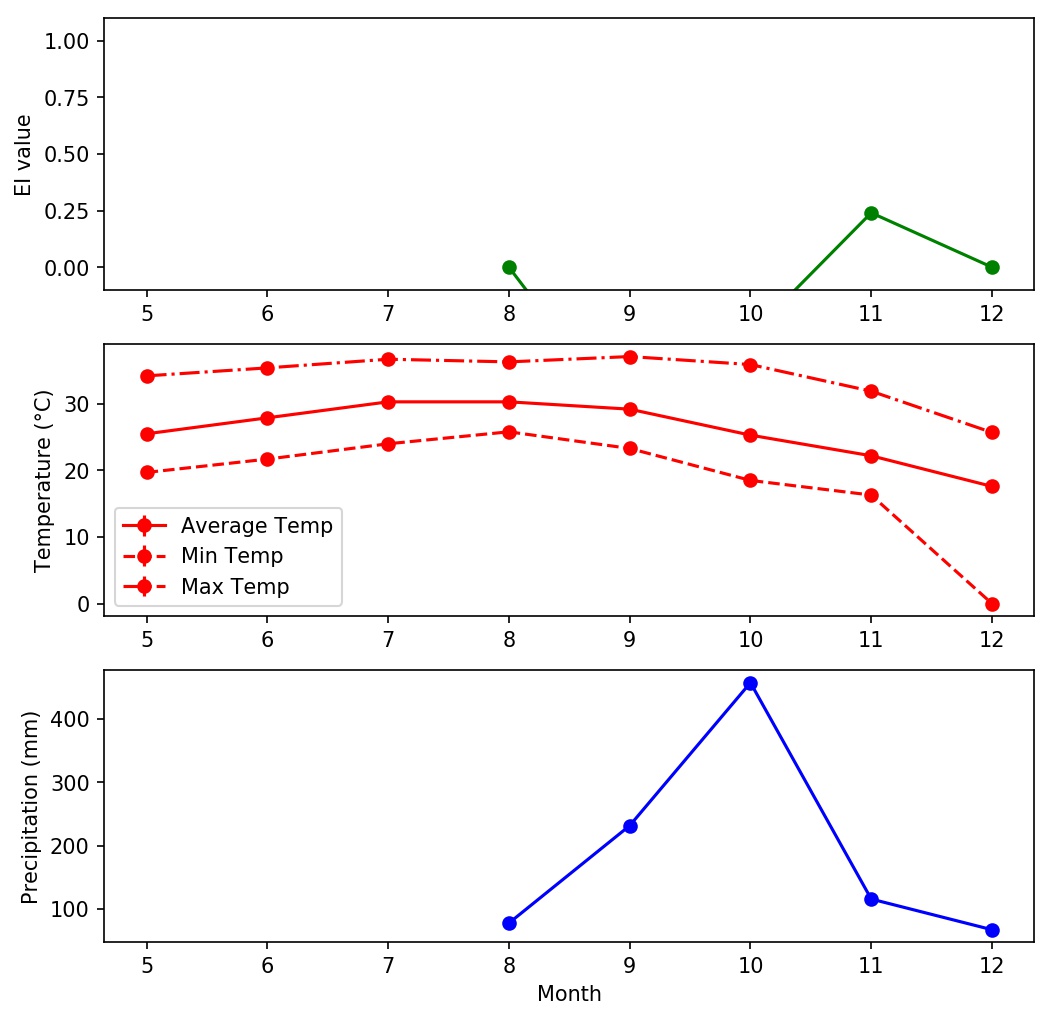 EI value
1.00
0.75
0.50
0.25
0.00
5 6 7 8 9 10 11 12
Temperature (°C)
30
20
10
0
Average Temp
Min Temp
Max Temp
5 6 7 8 9 10 11 12
Precipitation (mm)
400
300
200
100
5 6 7 8 9 10 11 12
Month